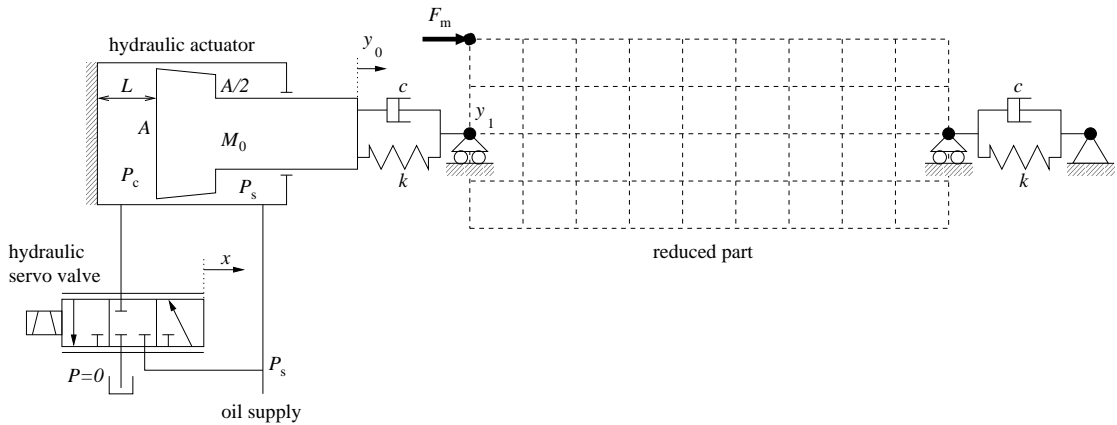 F_m
y_0
hydraulic actuator
L
A/2
c
c
A
y_1
M_0
P_c
P_s
k
k
hydraulic
servo valve
x
reduced part
P=0
P_s
oil supply